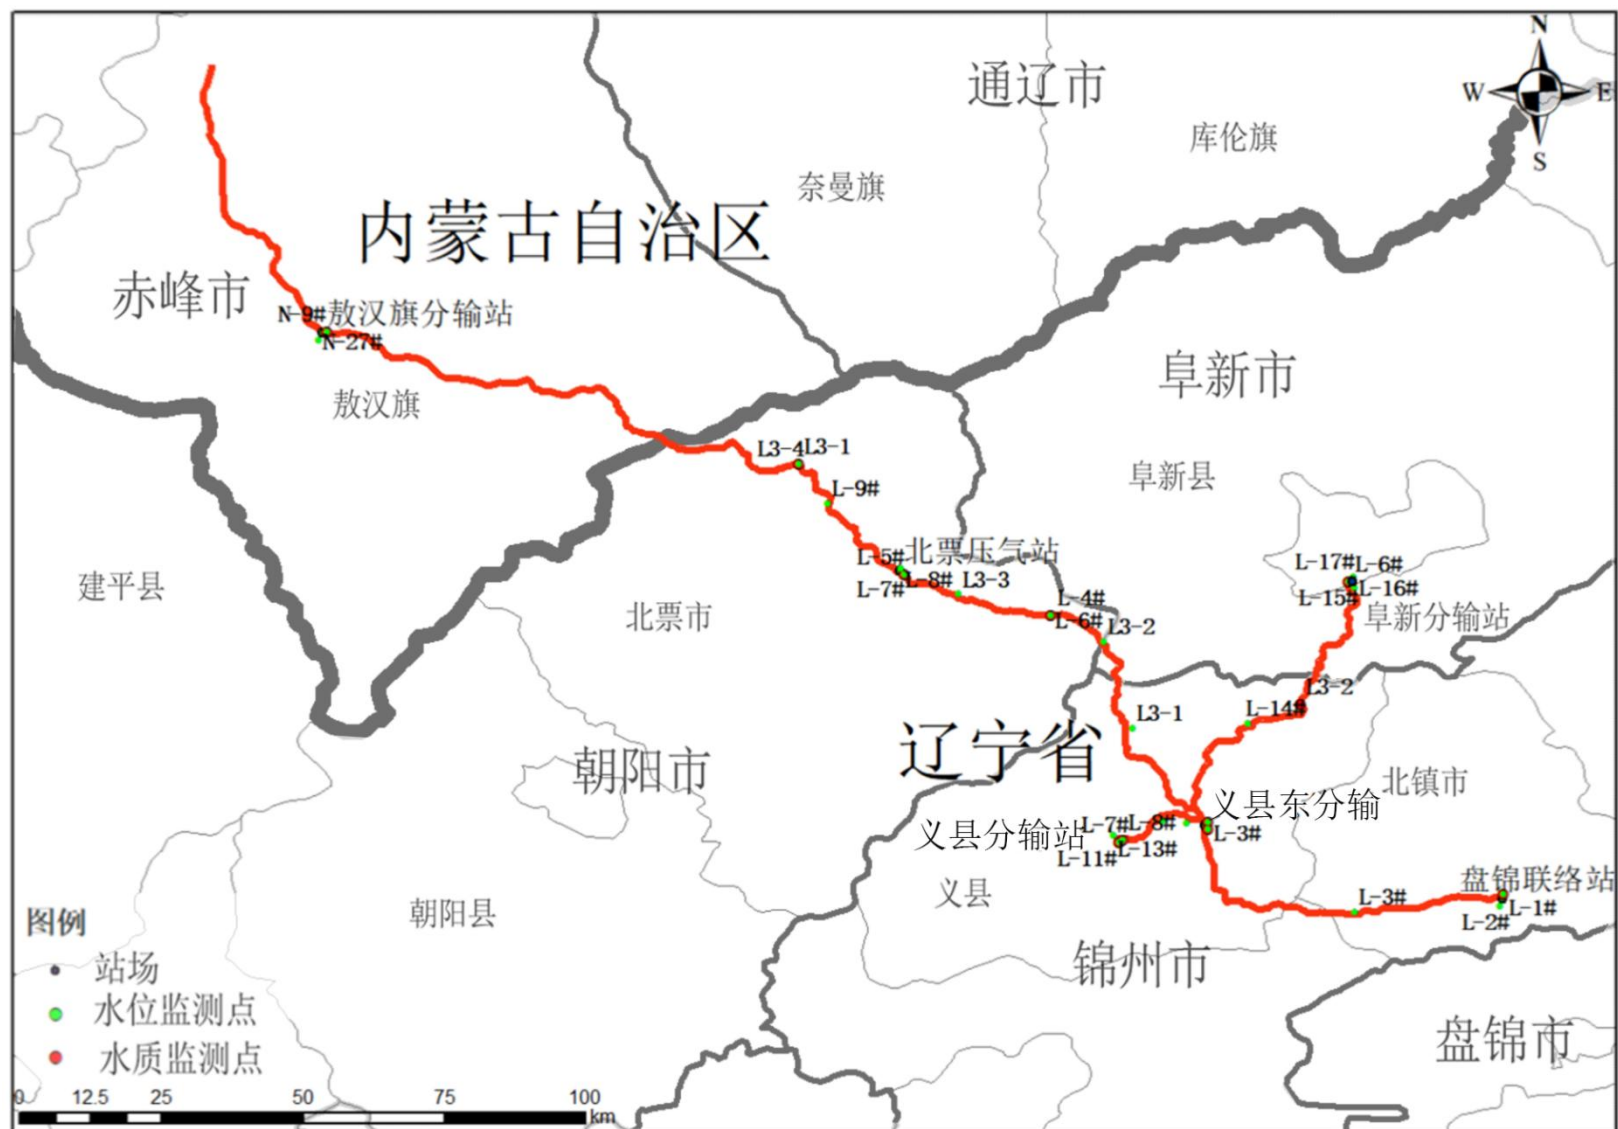 N
W
E
S
通辽市
库伦旗
奈曼旗
内蒙古自治区
赤峰市
N-9#
敖汉旗分输站
N-27#
敖汉旗
阜新市
L3-4
L3-1
阜新县
L-9#
L-5#
北票压气站
L-7#
L-8#
L3-3
L-17#
L-6#
L-15#
L-16#
建平县
北票市
L-4#
L-6#
L3-2
阜新分输站
L3-2
L-14#
L3-1
辽宁省
朝阳市
北镇市
义县东分输
义县分输站
L-7#
L-8#
L-3#
L-11#
L-13#
义县
朝阳县
L-3#
盘锦联络站
L-1#
L-2#
锦州市
盘锦市
图例
站场
水位监测点
水质监测点
0 12.5 25 50 75 100
km